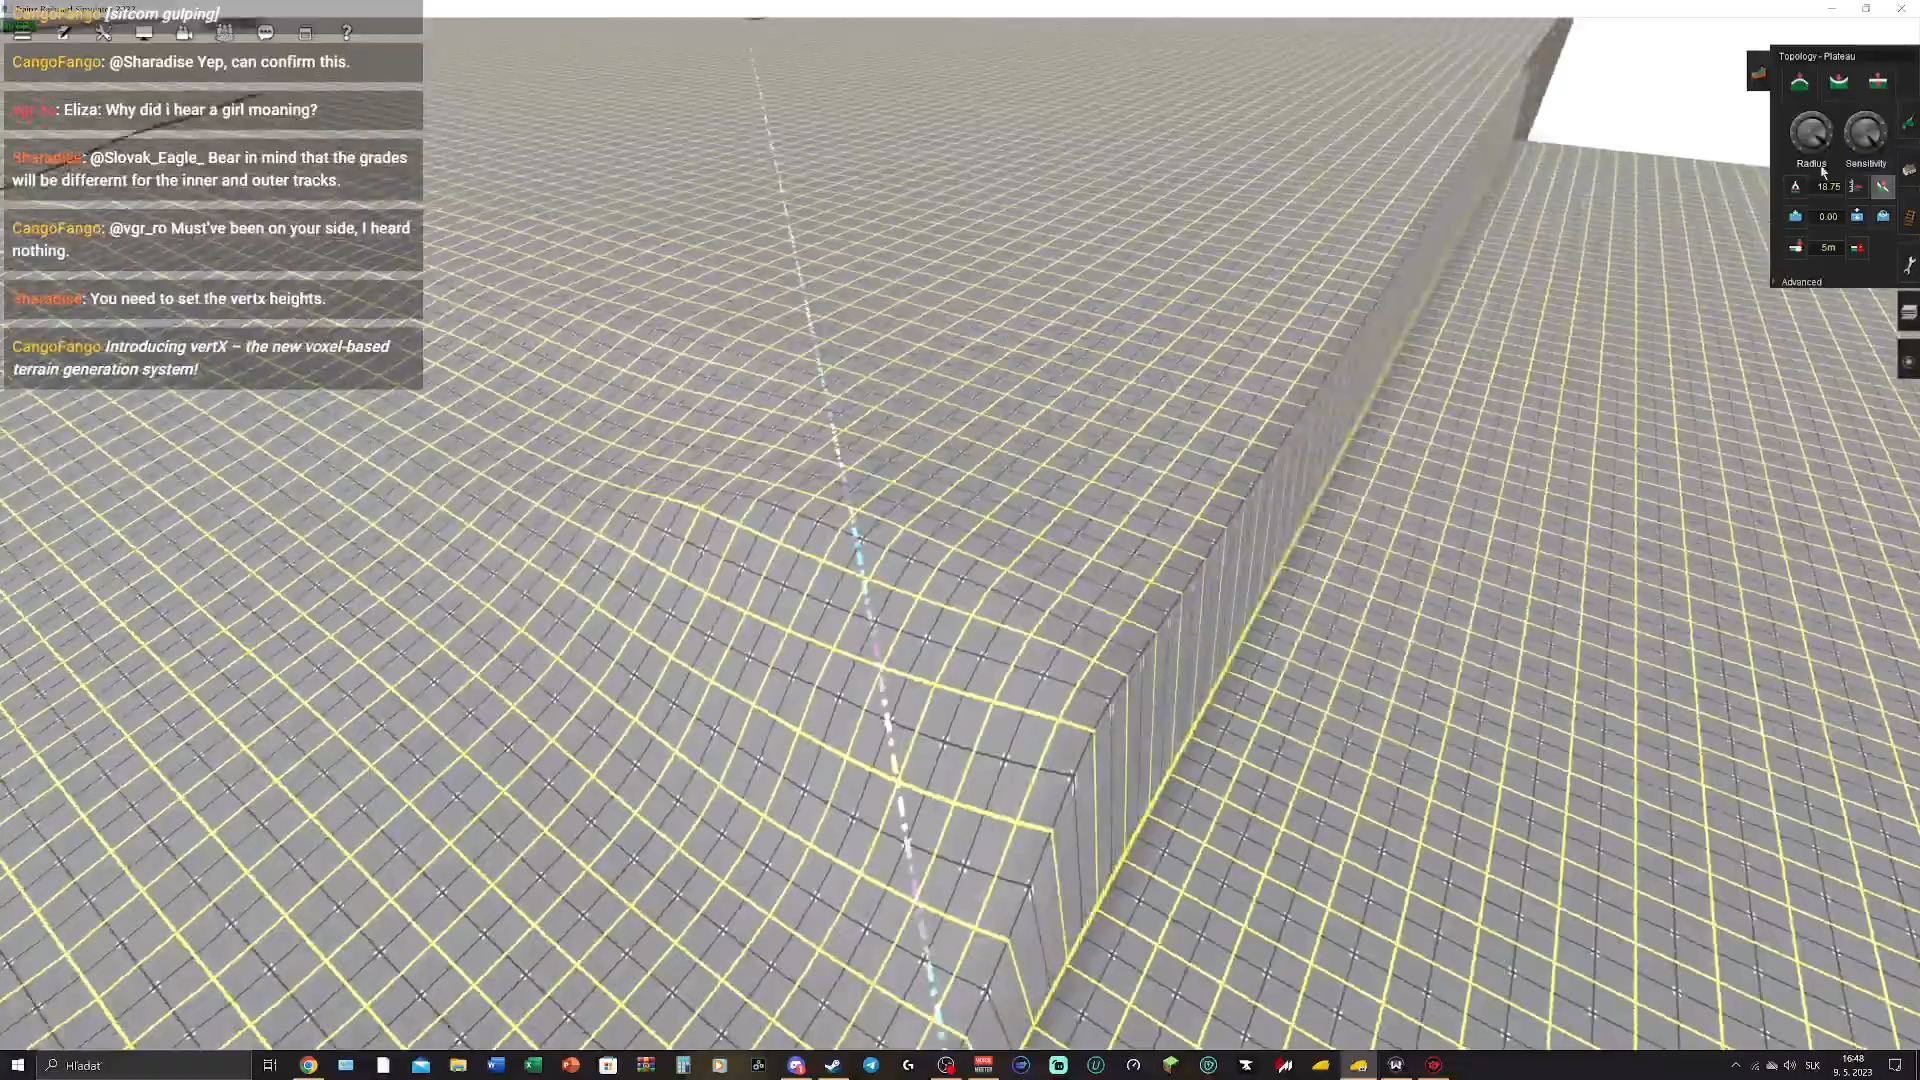 CangoFango [sitcom gulping]
CangoFango: @Sharadise Yep, can confirm this.
vgr_ro: Eliza: Why did i hear a girl moaning?
Sharadise: @Slovak_Eagle_ Bear in mind that the grades
will be differernt for the inner and outer tracks.
CangoFango: @vgr_ro Must've been on your side, I heard
nothing.
Sharadise: You need to set the vertx heights.
CangoFango Introducing vertX – the new voxel-based
terrain generation system!
Topology - Plateau
Radius
Sensitivity
18.75
0.00
5m
Advanced
Hľadať
SLK
16:48
9. 5. 2023